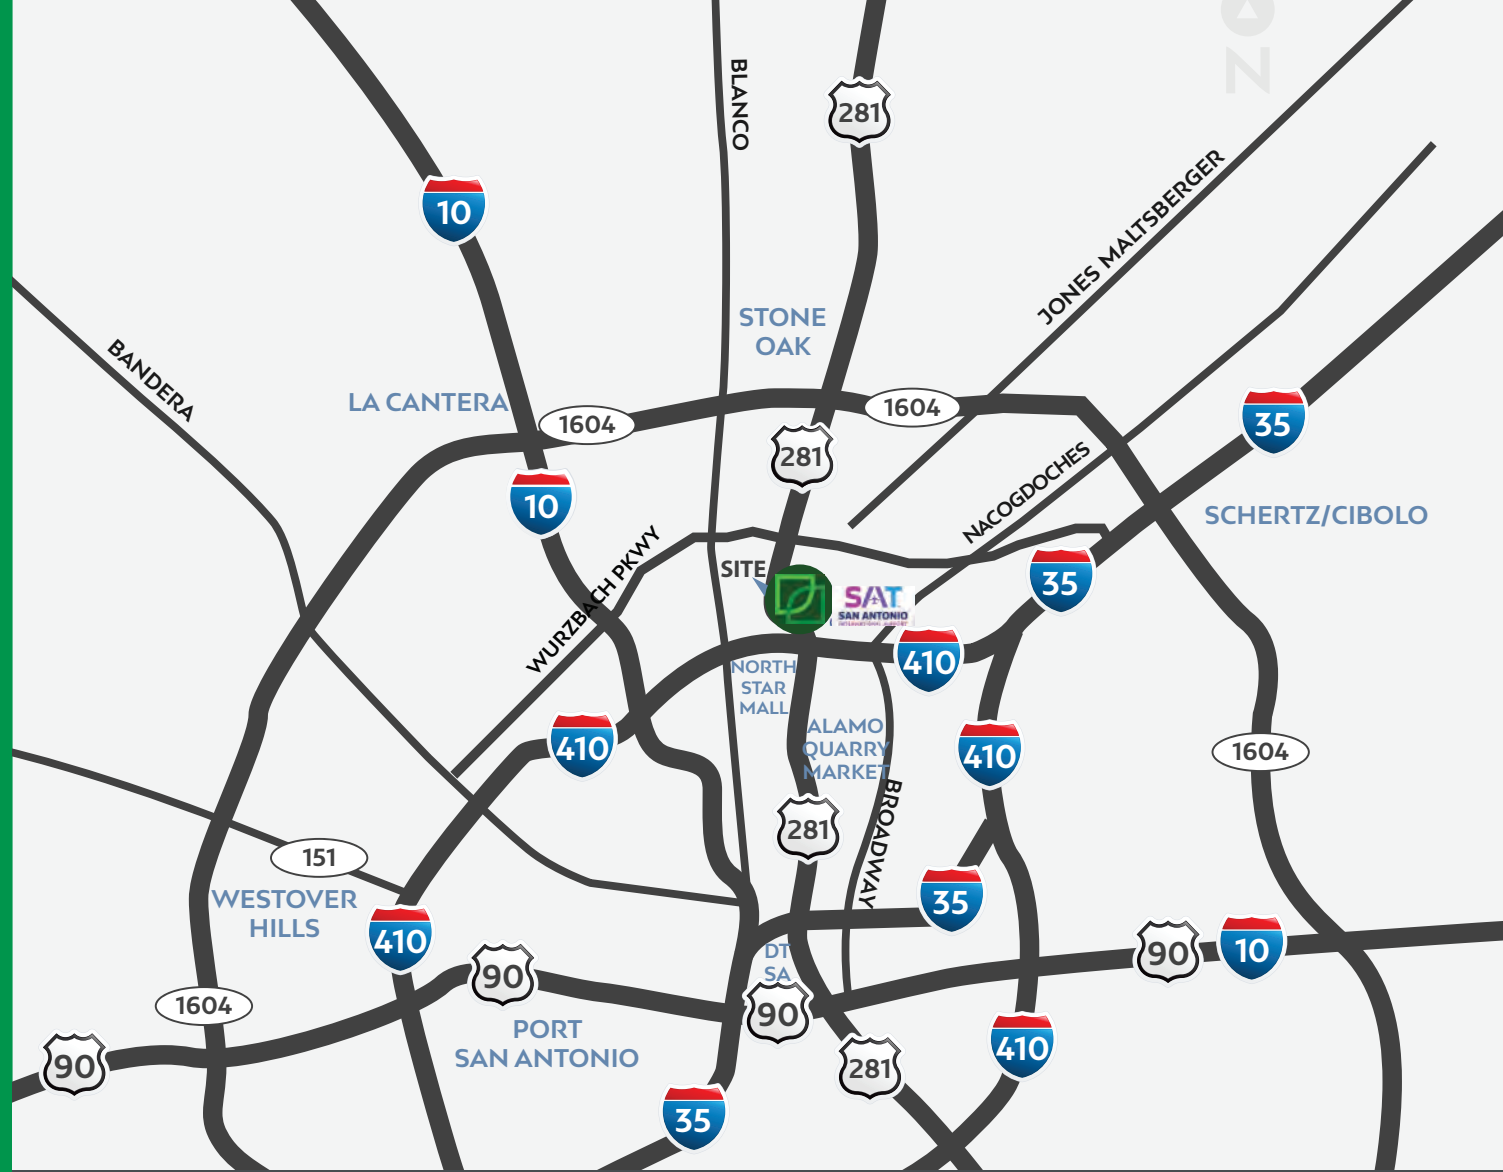 N
BLANCO
281
10
JONES MALTSBERGER
STONE
OAK
BANDERA
LA CANTERA
1604
1604
35
281
NACOGDOCHES
10
SCHERTZ/CIBOLO
WURZBACH PKWY
SITE
35
SAT
SAN ANTONIO
INTERNATIONAL AIRPORT
410
NORTH
STAR
MALL
410
ALAMO
QUARRY
MARKET
410
1604
BROADWAY
281
151
WESTOVER
HILLS
35
410
90
10
DT
SA
90
1604
90
PORT
SAN ANTONIO
410
90
281
35